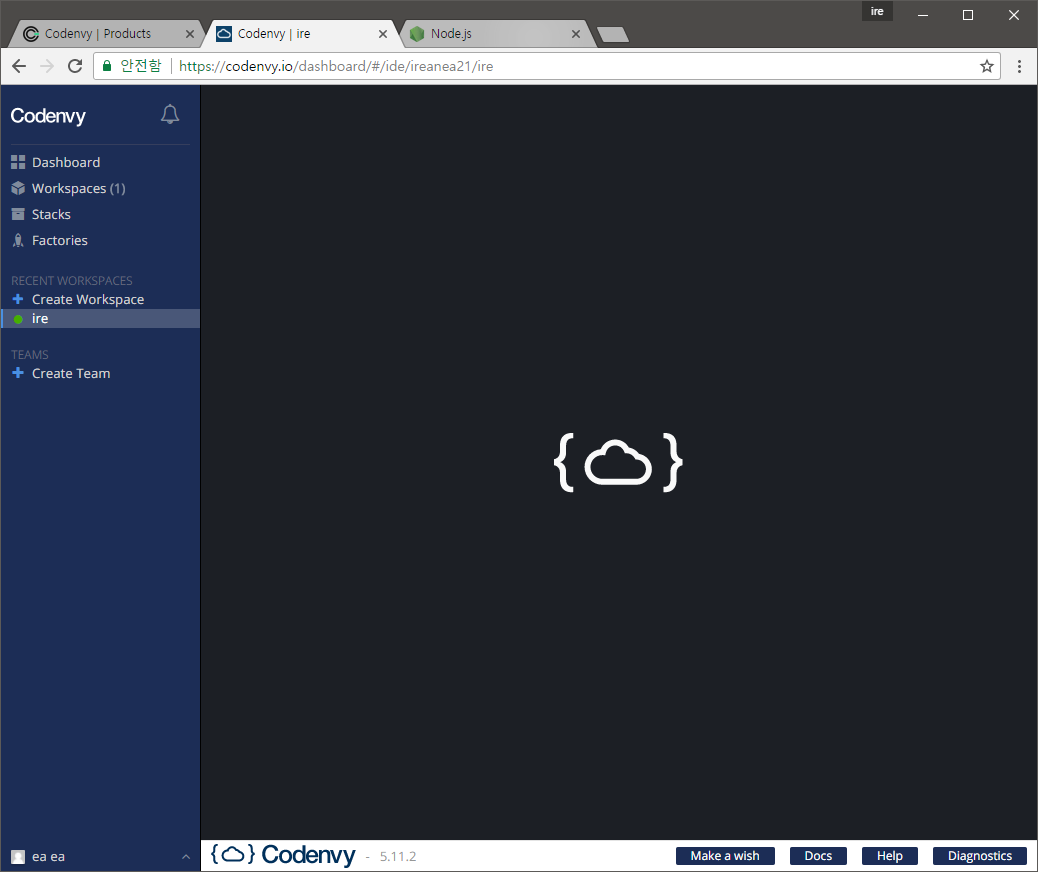 ire
Codenvy | Products
Codenvy | ire
Node.js
안전함
https://codenvy.io/dashboard/#/ide/ireanea21/ire
Codenvy
Dashboard
Workspaces (1)
Stacks
Factories
RECENT WORKSPACES
Create Workspace
ire
TEAMS
Create Team
ea ea
{ } Codenvy - 5.11.2
Make a wish
Docs
Help
Diagnostics